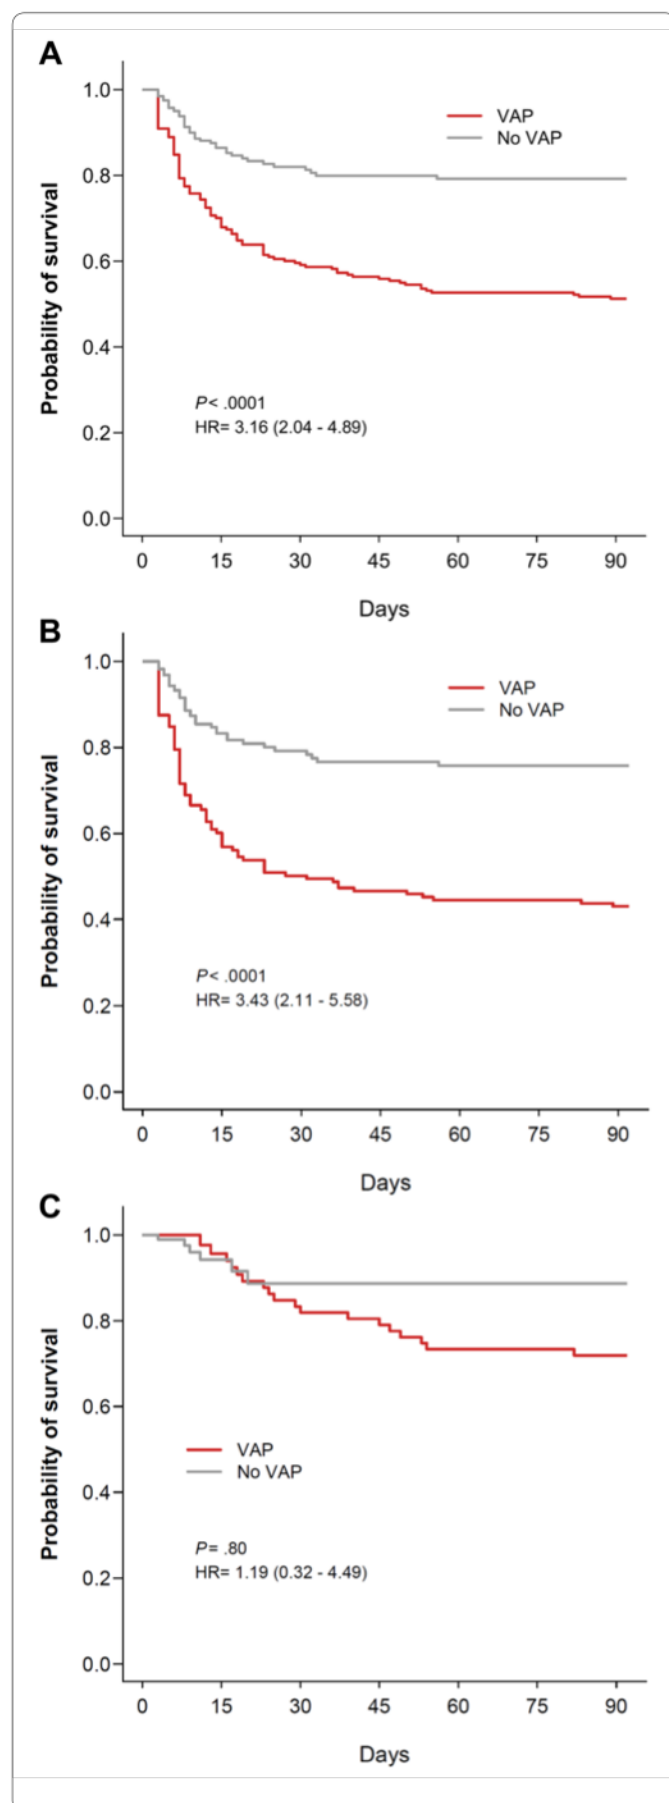 A
Probability of survival
1.0
0.8
0.6
0.4
0.2
0.0
VAP
No VAP
P< .0001
HR= 3.16 (2.04 - 4.89)
0 15 30 45 60 75 90
Days
B
Probability of survival
1.0
0.8
0.6
0.4
0.2
0.0
VAP
No VAP
P< .0001
HR= 3.43 (2.11 - 5.58)
0 15 30 45 60 75 90
Days
C
Probability of survival
1.0
0.8
0.6
0.4
0.2
0.0
VAP
No VAP
P= .80
HR= 1.19 (0.32 - 4.49)
0 15 30 45 60 75 90
Days